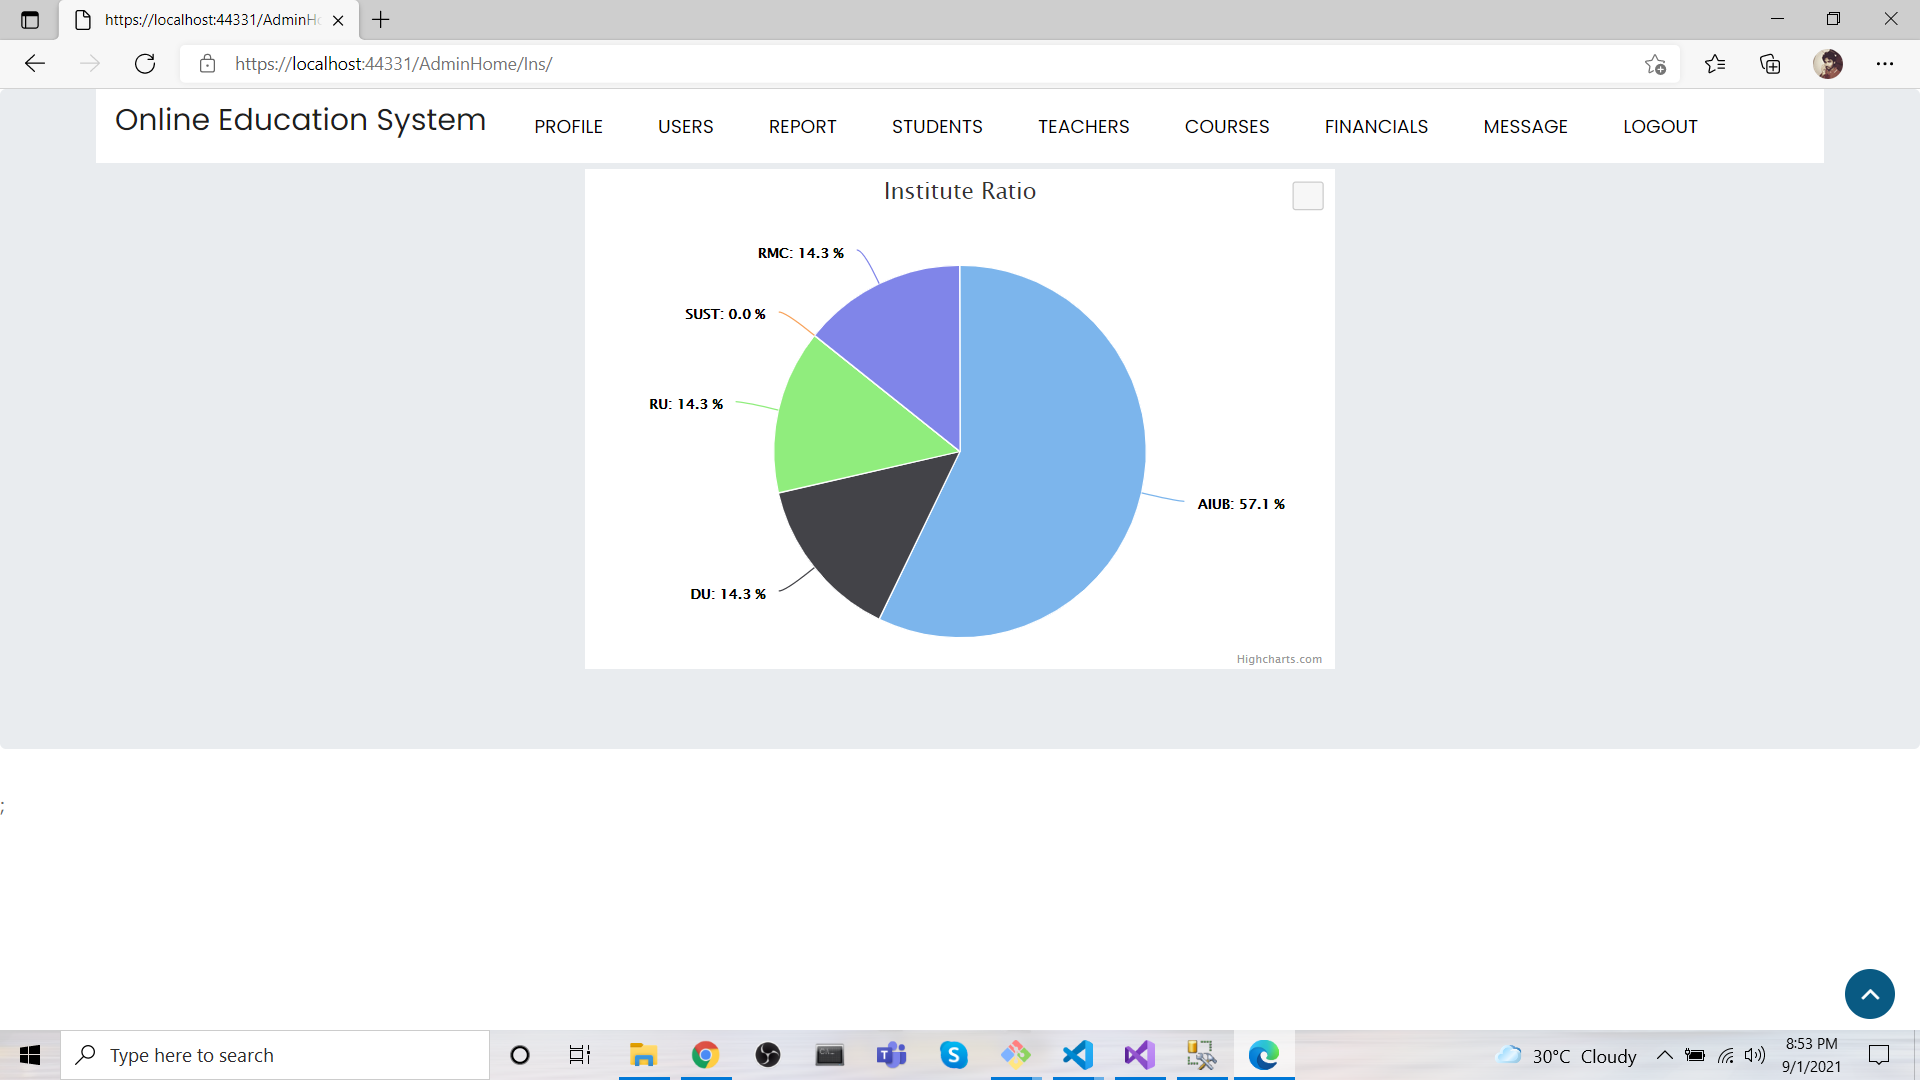 https://localhost:44331/AdminHo
https://localhost:44331/AdminHome/Ins/
Online Education System
PROFILE
USERS
REPORT
STUDENTS
TEACHERS
COURSES
FINANCIALS
MESSAGE
LOGOUT
Institute Ratio
RMC: 14.3 %
SUST: 0.0 %
RU: 14.3 %
AIUB: 57.1 %
DU: 14.3 %
Highcharts.com
;
Type here to search
30°C Cloudy
8:53 PM
9/1/2021